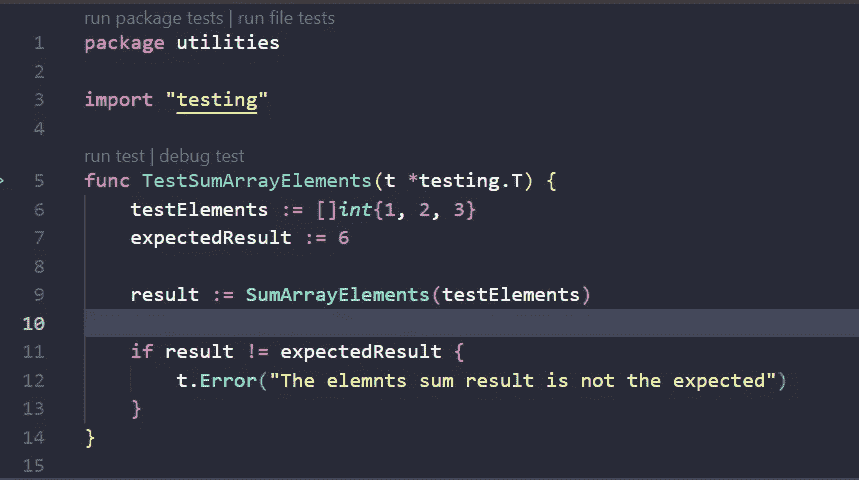 run package tests | run file tests
1 package utilities
2
3 import "testing"
4
run test | debug test
5 func TestSumArrayElements(t *testing.T) {
6 testElements := []int{1, 2, 3}
7 expectedResult := 6
8
9 result := SumArrayElements(testElements)
10
11 if result != expectedResult {
12 t.Error("The elemnts sum result is not the expected")
13 }
14 }
15